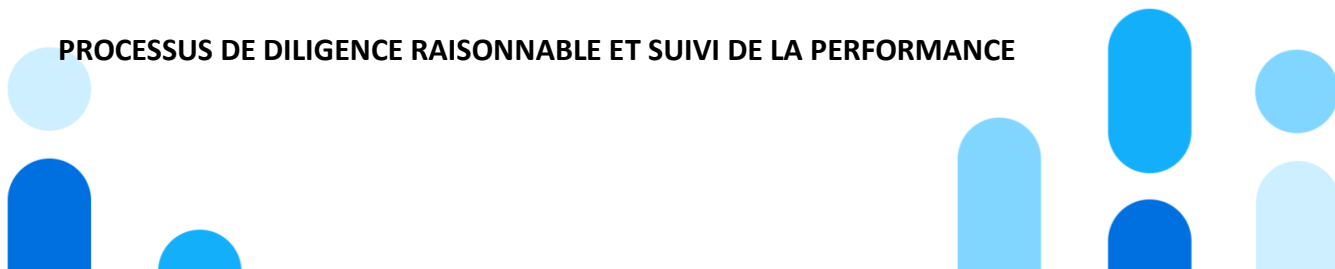 PROCESSUS DE DILIGENCE RAISONNABLE ET SUIVI DE LA PERFORMANCE